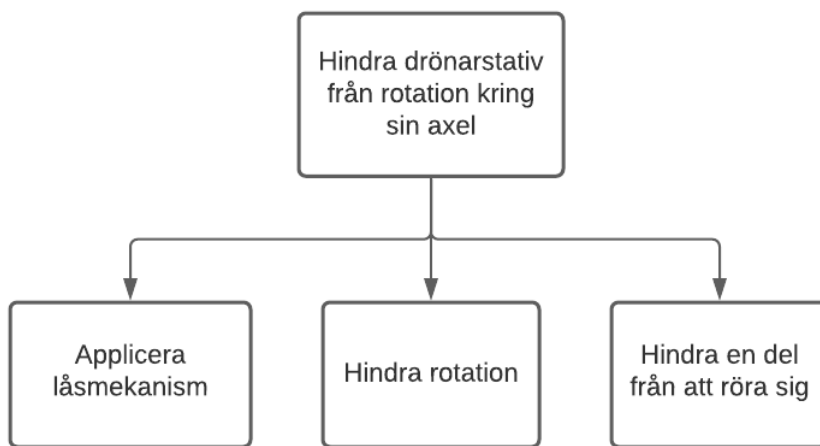 Hindra drönarstativ
från rotation kring
sin axel
Applicera
låsmekanism
Hindra rotation
Hindra en del
från att röra sig